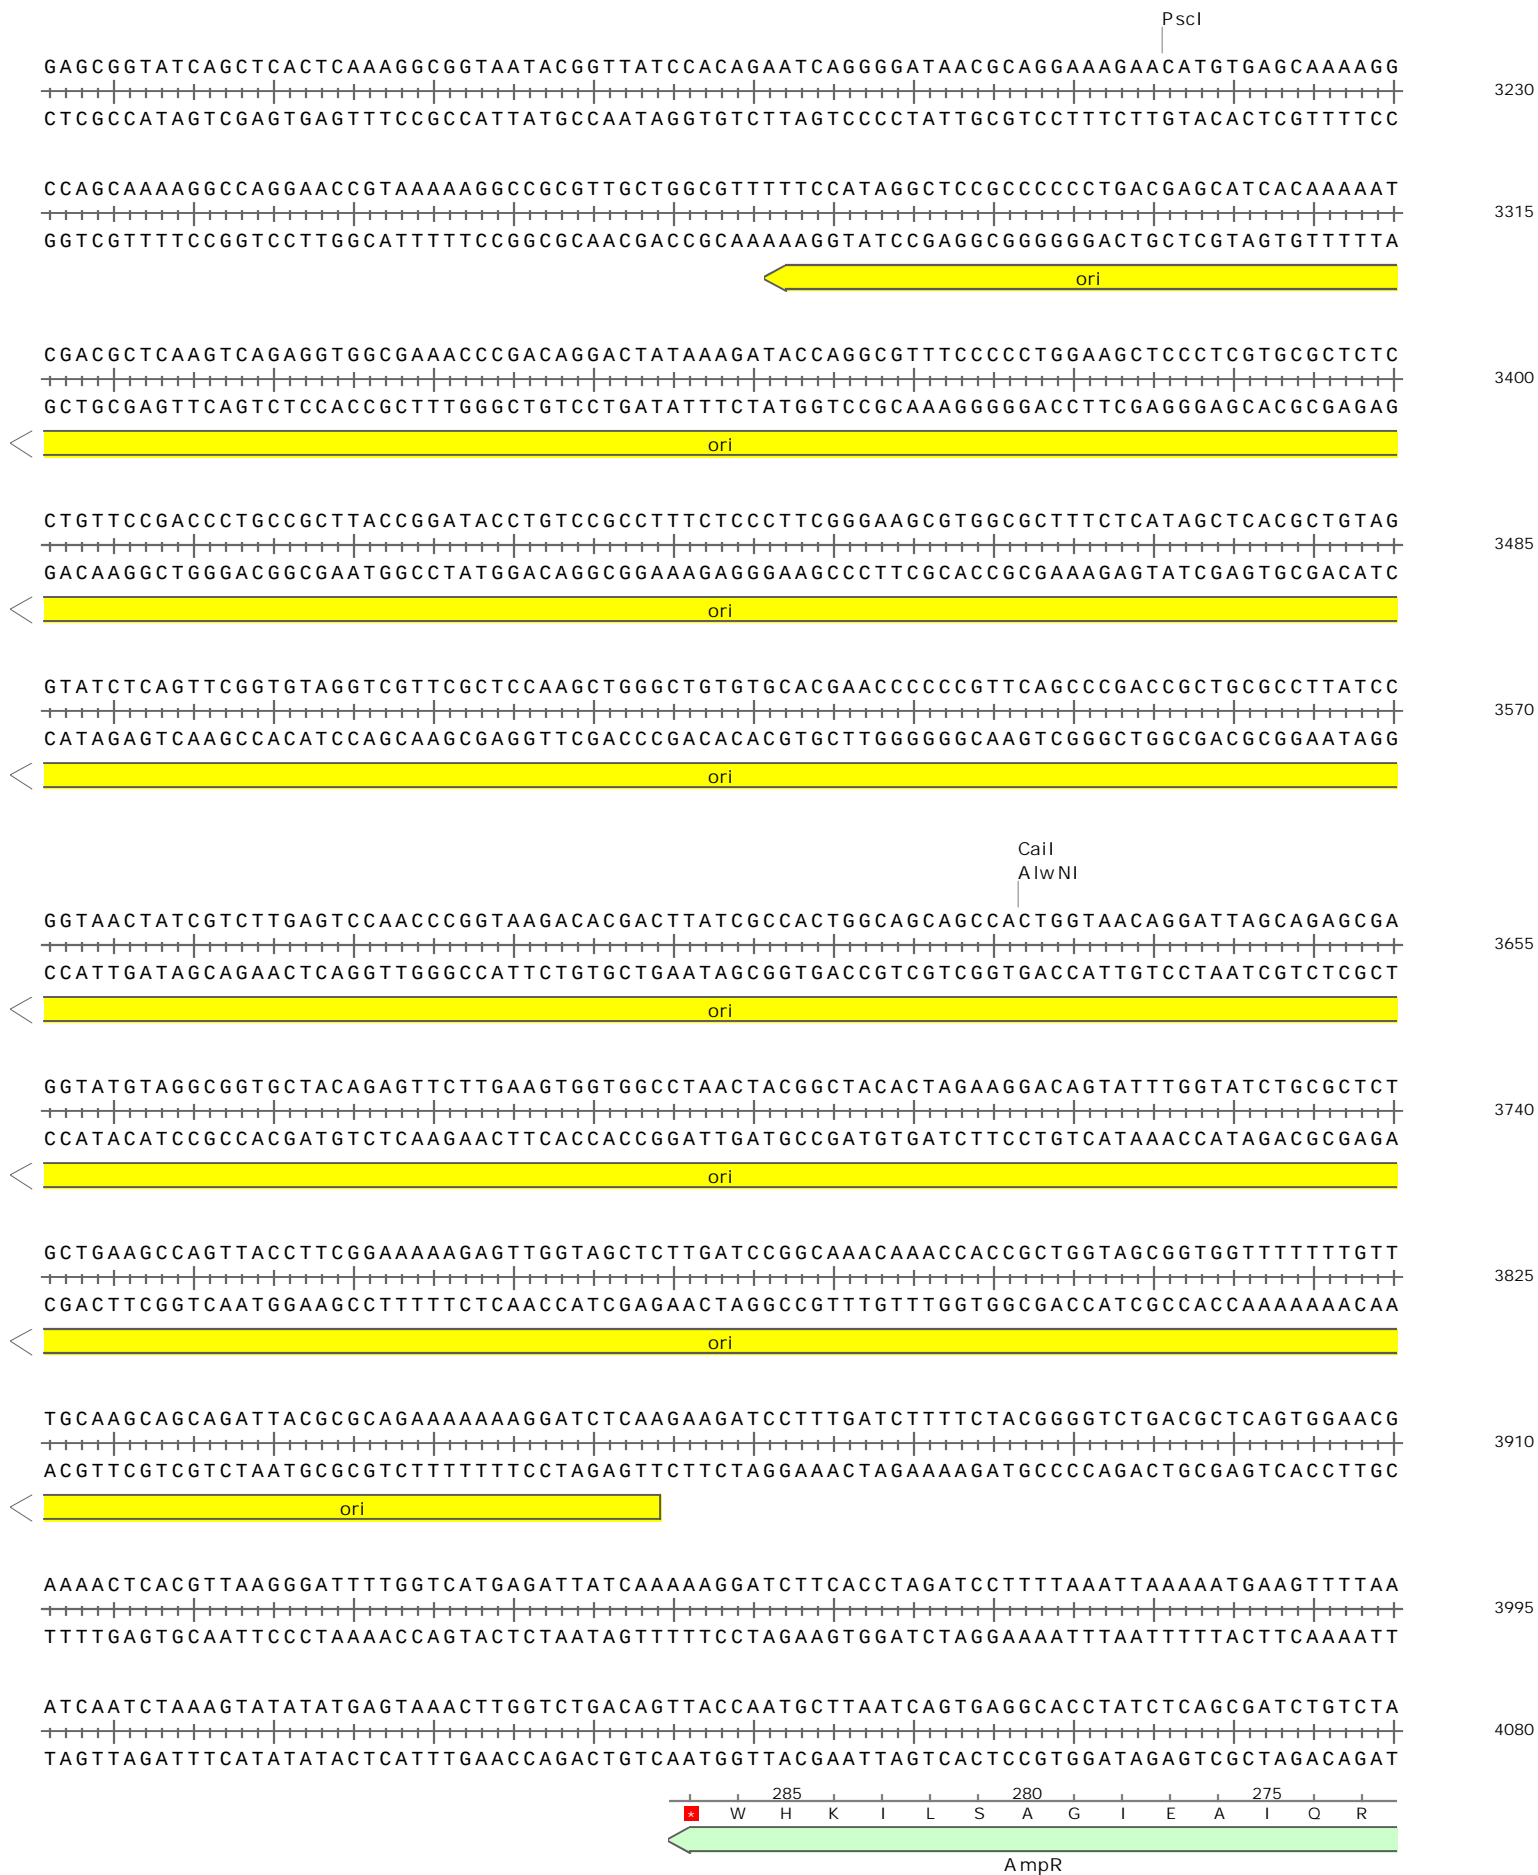 PscI
GAGCGGTATCAGCTCACTCAAAGGCGGTAATACGGTTATCCACAGAATCAGGGGATAACGCAGGAAAGAACATGTGAGCAAAAGG
3230
CTCGCCATAGTCGAGTGAGTTTCCGCCATTATGCCAATAGGTGTCTTAGTCCCCTATTGCGTCCTTTCTTGTACACTCGTTTTCC
CCAGCAAAAGGCCAGGAACCGTAAAAAGGCCGCGTTGCTGGCGTTTTTCCATAGGCTCCGCCCCCCTGACGAGCATCACAAAAAT
3315
GGTCGTTTTCCGGTCCTTGGCATTTTTCCGGCGCAACGACCGCAAAAAGGTATCCGAGGCGGGGGGACTGCTCGTAGTGTTTTTA
ori
CGACGCTCAAGTCAGAGGTGGCGAAACCCGACAGGACTATAAAGATACCAGGCGTTTCCCCCTGGAAGCTCCCTCGTGCGCTCTC
3400
GCTGCGAGTTCAGTCTCCACCGCTTTGGGCTGTCCTGATATTTCTATGGTCCGCAAAGGGGGACCTTCGAGGGAGCACGCGAGAG
ori
CTGTTCCGACCCTGCCGCTTACCGGATACCTGTCCGCCTTTCTCCCTTCGGGAAGCGTGGCGCTTTCTCATAGCTCACGCTGTAG
3485
GACAAGGCTGGGACGGCGAATGGCCTATGGACAGGCGGAAAGAGGGAAGCCCTTCGCACCGCGAAAGAGTATCGAGTGCGACATC
ori
GTATCTCAGTTCGGTGTAGGTCGTTCGCTCCAAGCTGGGCTGTGTGCACGAACCCCCCGTTCAGCCCGACCGCTGCGCCTTATCC
3570
CATAGAGTCAAGCCACATCCAGCAAGCGAGGTTCGACCCGACACACGTGCTTGGGGGGCAAGTCGGGCTGGCGACGCGGAATAGG
ori
CaiI
AlwNI
GGTAACTATCGTCTTGAGTCCAACCCGGTAAGACACGACTTATCGCCACTGGCAGCAGCCACTGGTAACAGGATTAGCAGAGCGA
3655
CCATTGATAGCAGAACTCAGGTTGGGCCATTCTGTGCTGAATAGCGGTGACCGTCGTCGGTGACCATTGTCCTAATCGTCTCGCT
ori
GGTATGTAGGCGGTGCTACAGAGTTCTTGAAGTGGTGGCCTAACTACGGCTACACTAGAAGGACAGTATTTGGTATCTGCGCTCT
3740
CCATACATCCGCCACGATGTCTCAAGAACTTCACCACCGGATTGATGCCGATGTGATCTTCCTGTCATAAACCATAGACGCGAGA
ori
GCTGAAGCCAGTTACCTTCGGAAAAAGAGTTGGTAGCTCTTGATCCGGCAAACAAACCACCGCTGGTAGCGGTGGTTTTTTTGTT
3825
CGACTTCGGTCAATGGAAGCCTTTTTCTCAACCATCGAGAACTAGGCCGTTTGTTTGGTGGCGACCATCGCCACCAAAAAAACAA
ori
TGCAAGCAGCAGATTACGCGCAGAAAAAAAGGATCTCAAGAAGATCCTTTGATCTTTTCTACGGGGTCTGACGCTCAGTGGAACG
3910
ACGTTCGTCGTCTAATGCGCGTCTTTTTTTCCTAGAGTTCTTCTAGGAAACTAGAAAAGATGCCCCAGACTGCGAGTCACCTTGC
ori
AAAACTCACGTTAAGGGATTTTGGTCATGAGATTATCAAAAAGGATCTTCACCTAGATCCTTTTAAATTAAAAATGAAGTTTTAA
3995
TTTTGAGTGCAATTCCCTAAAACCAGTACTCTAATAGTTTTTCCTAGAAGTGGATCTAGGAAAATTTAATTTTTACTTCAAAATT
ATCAATCTAAAGTATATATGAGTAAACTTGGTCTGACAGTTACCAATGCTTAATCAGTGAGGCACCTATCTCAGCGATCTGTCTA
4080
TAGTTAGATTTCATATATACTCATTTGAACCAGACTGTCAATGGTTACGAATTAGTCACTCCGTGGATAGAGTCGCTAGACAGAT
285 280 275
* W H K I L S A G I E A I Q R
AmpR